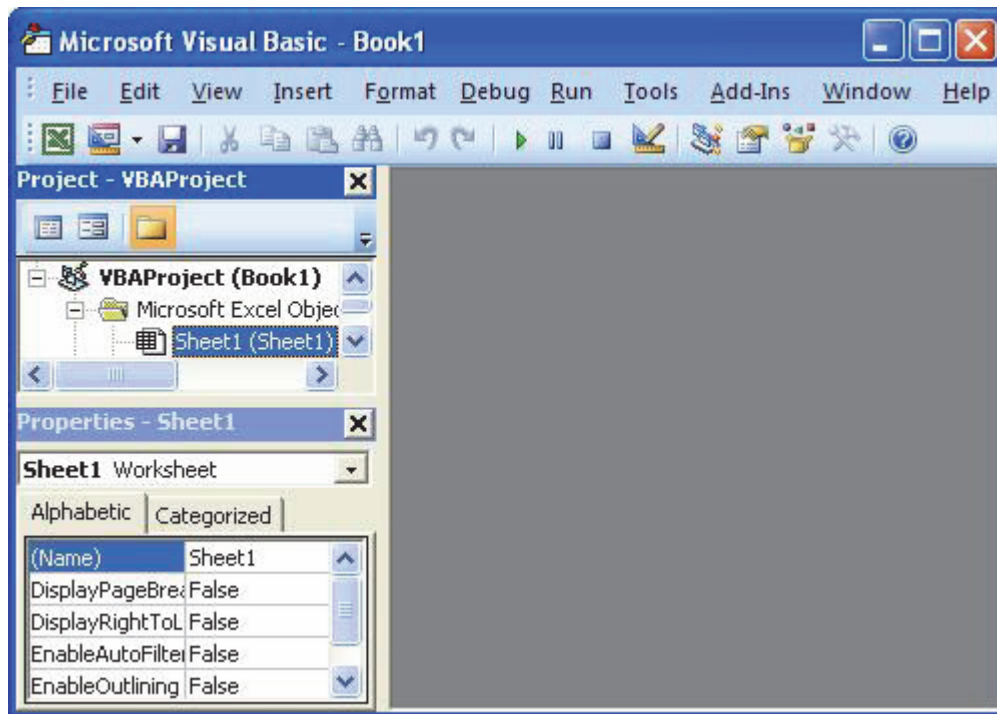 Microsoft Visual Basic - Book1
File Edit View Insert Format Debug Run Tools Add-Ins Window Help
Project - VBAProject
VBAProject (Book1)
Microsoft Excel Objec
Sheet1 (Sheet1)
Properties - Sheet1
Sheet1 Worksheet
Alphabetic Categorized
(Name) Sheet1
DisplayPageBrea False
DisplayRightToL False
EnableAutoFilter False
EnableOutlining False